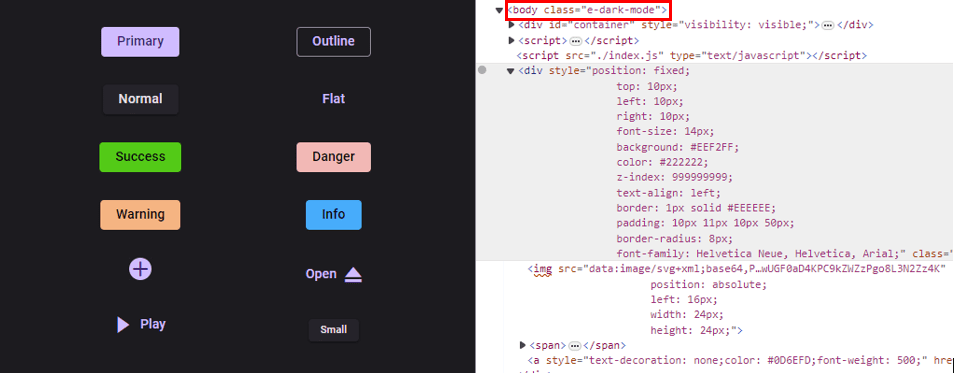 Primary
Outline
Normal
Flat
Success
Danger
Warning
Info
Open
Play
Small
<body class="e-dark-mode">
<div id="container" style="visibility: visible;">…</div>
<script>…</script>
<script src="./index.js" type="text/javascript"></script>
<div style="position: fixed;
top: 10px;
left: 10px;
right: 10px;
font-size: 14px;
background: #EEF2FF;
color: #222222;
z-index: 999999999;
text-align: left;
border: 1px solid #EEEEEE;
padding: 10px 11px 10px 50px;
border-radius: 8px;
font-family: Helvetica Neue, Helvetica, Arial;" class="
<img src="data:image/svg+xml;base64,P…wUGF0aD4KPC9kZWZzPgo8L3N2Zz4K"
position: absolute;
left: 16px;
width: 24px;
height: 24px;">
<span>…</span>
<a style="text-decoration: none;color: #0D6EFD;font-weight: 500;" hre